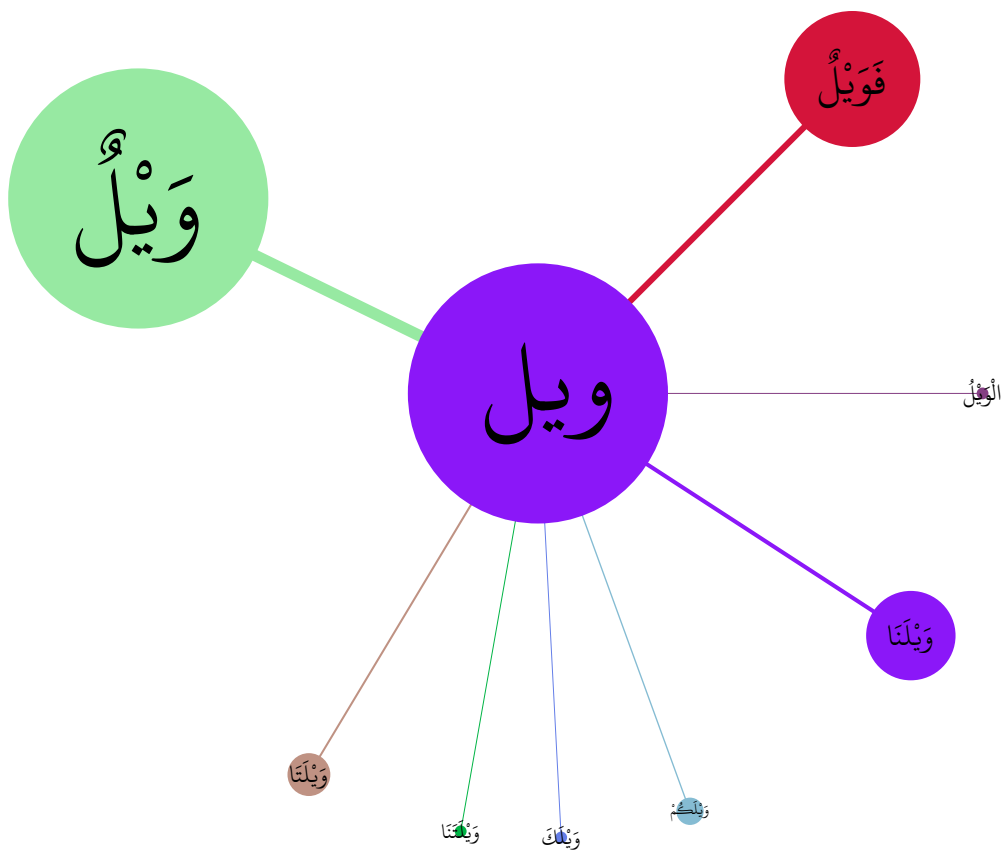 فَوَيْلٌ
وَيْلٌ
ويل
الْوَيْلُ
وَيْلَنَا
وَيْلَتَا
وَيْلَتَنَا
وَيْلَكَ
وَيْلَكُمْ